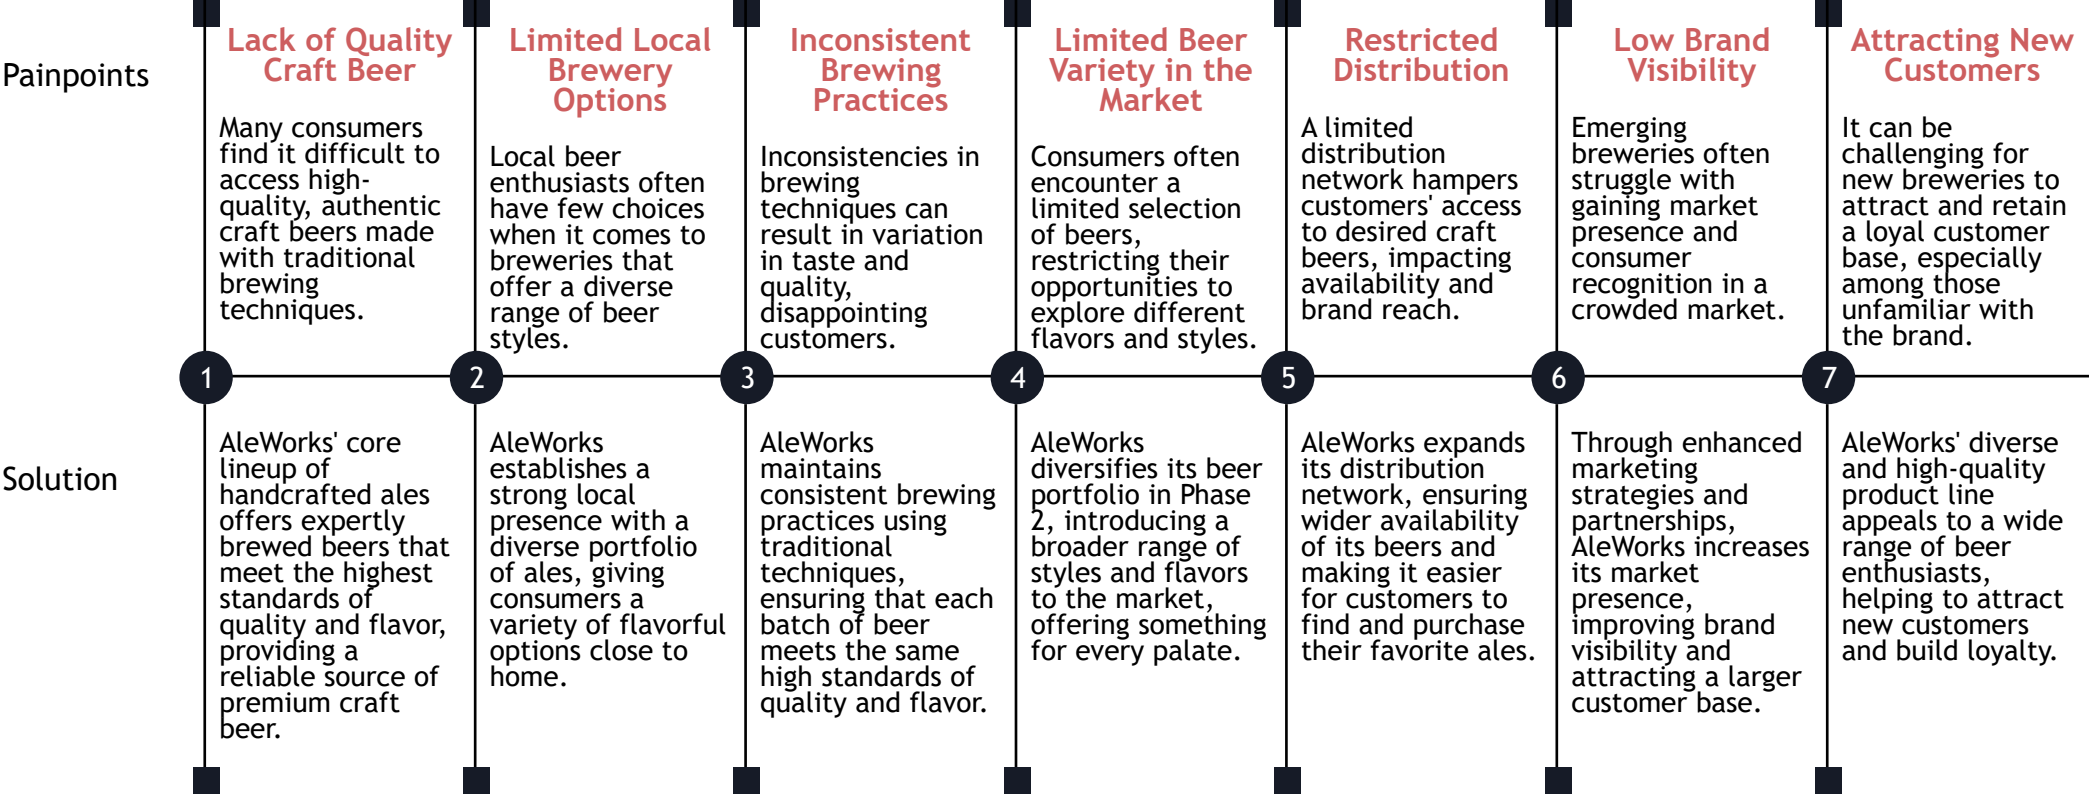 Painpoints
Lack of Quality
Craft Beer
Many consumers
find it difficult to
access high-
quality, authentic
craft beers made
with traditional
brewing
techniques.
Limited Local
Brewery
Options
Local beer
enthusiasts often
have few choices
when it comes to
breweries that
offer a diverse
range of beer
styles.
Inconsistent
Brewing
Practices
Inconsistencies in
brewing
techniques can
result in variation
in taste and
quality,
disappointing
customers.
Limited Beer
Variety in the
Market
Consumers often
encounter a
limited selection
of beers,
restricting their
opportunities to
explore different
flavors and styles.
Restricted
Distribution
A limited
distribution
network hampers
customers' access
to desired craft
beers, impacting
availability and
brand reach.
Low Brand
Visibility
Emerging
breweries often
struggle with
gaining market
presence and
consumer
recognition in a
crowded market.
Attracting New
Customers
It can be
challenging for
new breweries to
attract and retain
a loyal customer
base, especially
among those
unfamiliar with
the brand.
1
2
3
4
5
6
7
Solution
AleWorks' core
lineup of
handcrafted ales
offers expertly
brewed beers that
meet the highest
standards of
quality and flavor,
providing a
reliable source of
premium craft
beer.
AleWorks
establishes a
strong local
presence with a
diverse portfolio
of ales, giving
consumers a
variety of flavorful
options close to
home.
AleWorks
maintains
consistent brewing
practices using
traditional
techniques,
ensuring that each
batch of beer
meets the same
high standards of
quality and flavor.
AleWorks
diversifies its beer
portfolio in Phase
2, introducing a
broader range of
styles and flavors
to the market,
offering something
for every palate.
AleWorks expands
its distribution
network, ensuring
wider availability
of its beers and
making it easier
for customers to
find and purchase
their favorite ales.
Through enhanced
marketing
strategies and
partnerships,
AleWorks increases
its market
presence,
improving brand
visibility and
attracting a larger
customer base.
AleWorks' diverse
and high-quality
product line
appeals to a wide
range of beer
enthusiasts,
helping to attract
new customers
and build loyalty.